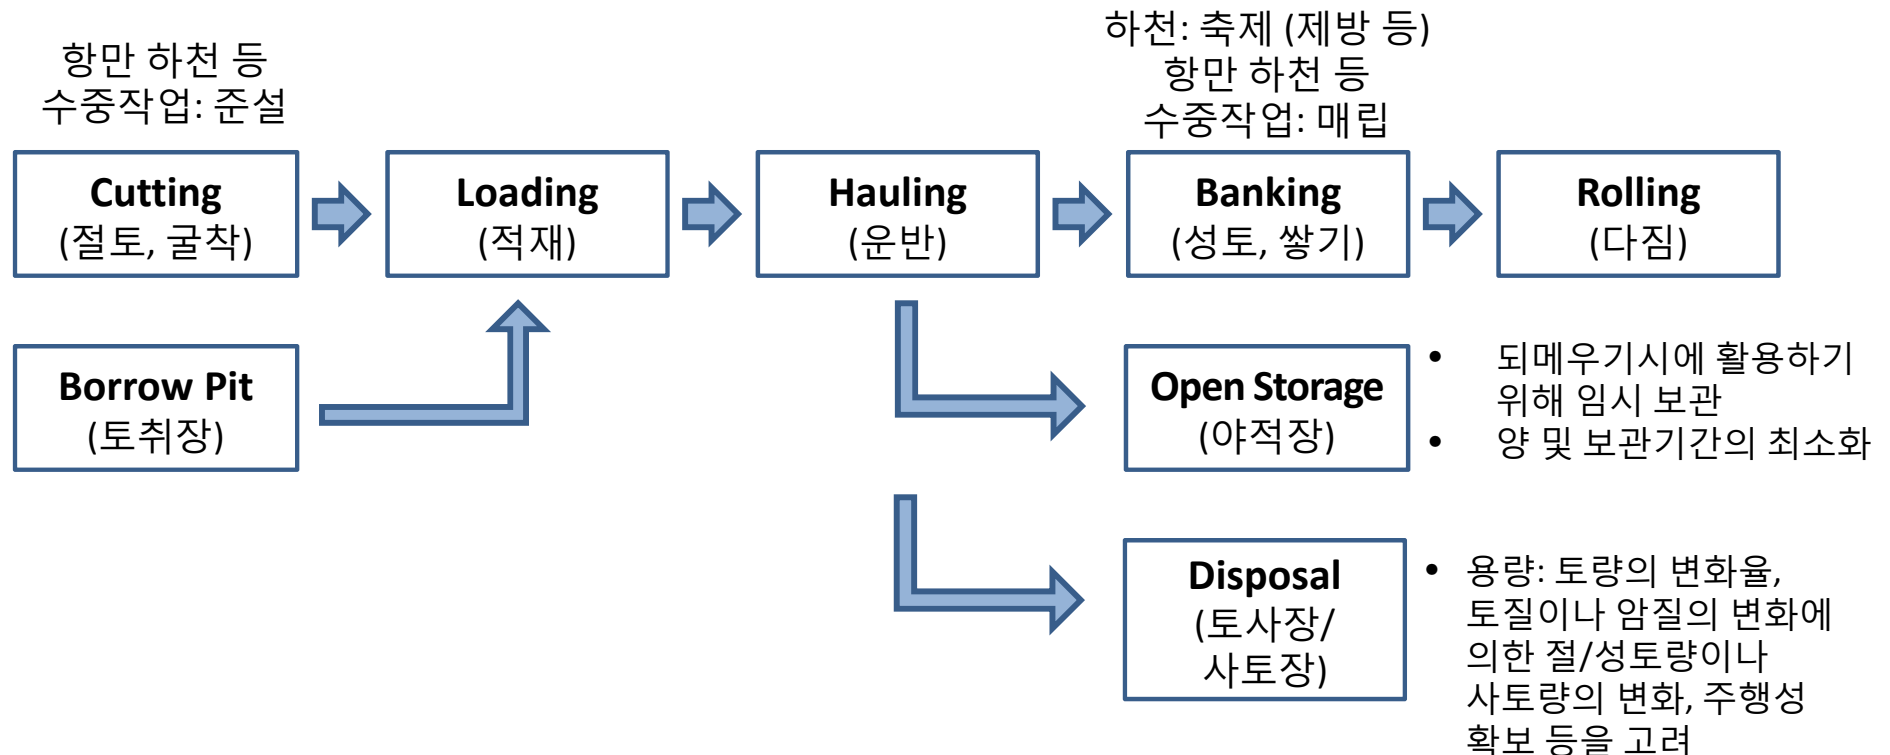 항만 하천 등
수중작업: 준설
하천: 축제 (제방 등)
항만 하천 등
수중작업: 매립
Cutting
(절토, 굴착)
Loading
(적재)
Hauling
(운반)
Banking
(성토, 쌓기)
Rolling
(다짐)
Borrow Pit
(토취장)
Open Storage
(야적장)
• 되메우기시에 활용하기
위해 임시 보관
• 양 및 보관기간의 최소화
Disposal
(토사장/
사토장)
• 용량: 토량의 변화율,
토질이나 암질의 변화에
의한 절/성토량이나
사토량의 변화, 주행성
확보 등을 고려